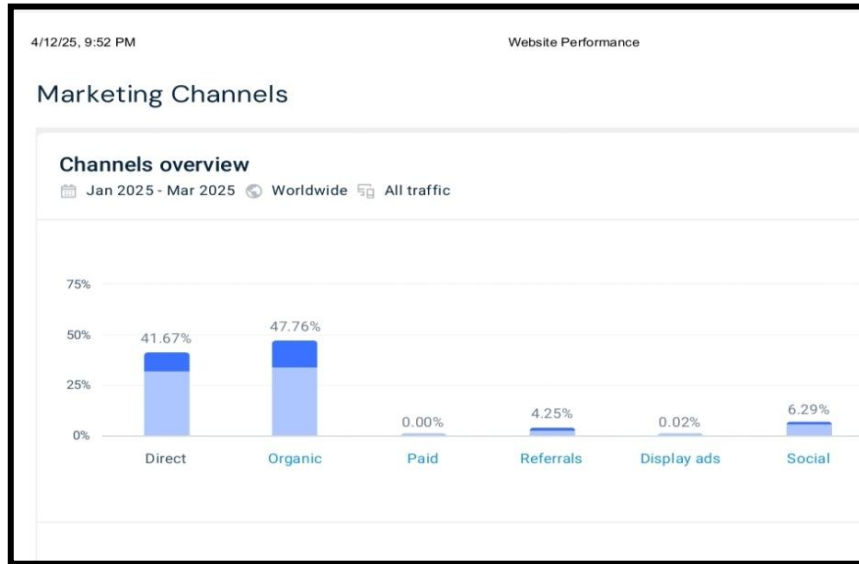 4/12/25, 9:52 PM Website Performance
Marketing Channels
Channels overview
Jan 2025 - Mar 2025 Worldwide All traffic
75%
50%
25%
0%
41.67%
47.76%
0.00%
4.25%
0.02%
6.29%
Direct Organic Paid Referrals Display ads Social